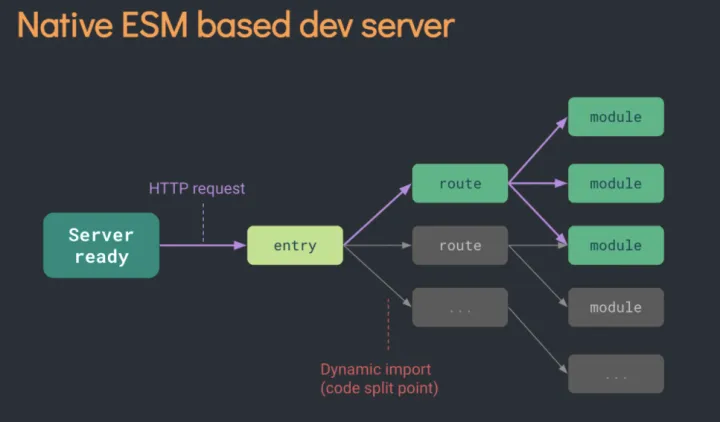 Native ESM based dev server
HTTP request
Server
ready
entry
route
route
...
module
module
module
module
...
Dynamic import
(code split point)